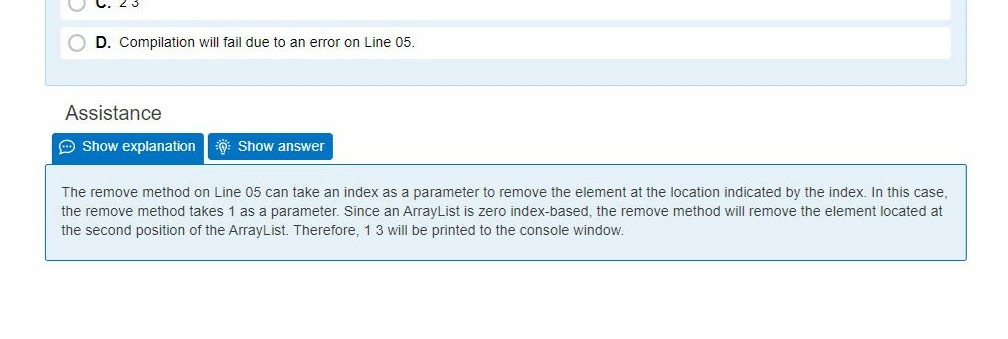 C. 2 3
D. Compilation will fail due to an error on Line 05.
Assistance
Show explanation Show answer
The remove method on Line 05 can take an index as a parameter to remove the element at the location indicated by the index. In this case,
the remove method takes 1 as a parameter. Since an ArrayList is zero index-based, the remove method will remove the element located at
the second position of the ArrayList. Therefore, 1 3 will be printed to the console window.